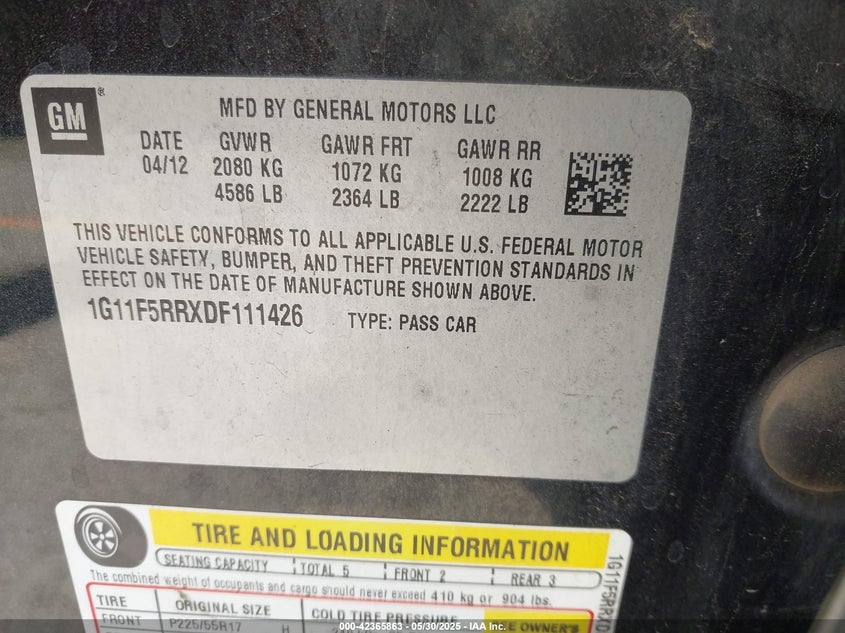 GM ®
MFD BY GENERAL MOTORS LLC
DATE GVWR GAWR FRT GAWR RR
04/12 2080 KG 1072 KG 1008 KG
4586 LB 2364 LB 2222 LB
THIS VEHICLE CONFORMS TO ALL APPLICABLE U.S. FEDERAL MOTOR
VEHICLE SAFETY, BUMPER, AND THEFT PREVENTION STANDARDS IN
EFFECT ON THE DATE OF MANUFACTURE SHOWN ABOVE.
1G11F5RRXDF111426 TYPE: PASS CAR
TIRE AND LOADING INFORMATION
SEATING CAPACITY TOTAL 5 FRONT 2 REAR 3
The combined weight of occupants and cargo should never exceed 410 kg or 904 lbs.
TIRE ORIGINAL SIZE COLD TIRE PRESSURE
FRONT P225/55R17 H OWNER'S
1G11F5RRXD
000-42365863 - 05/30/2025 - IAA Inc.